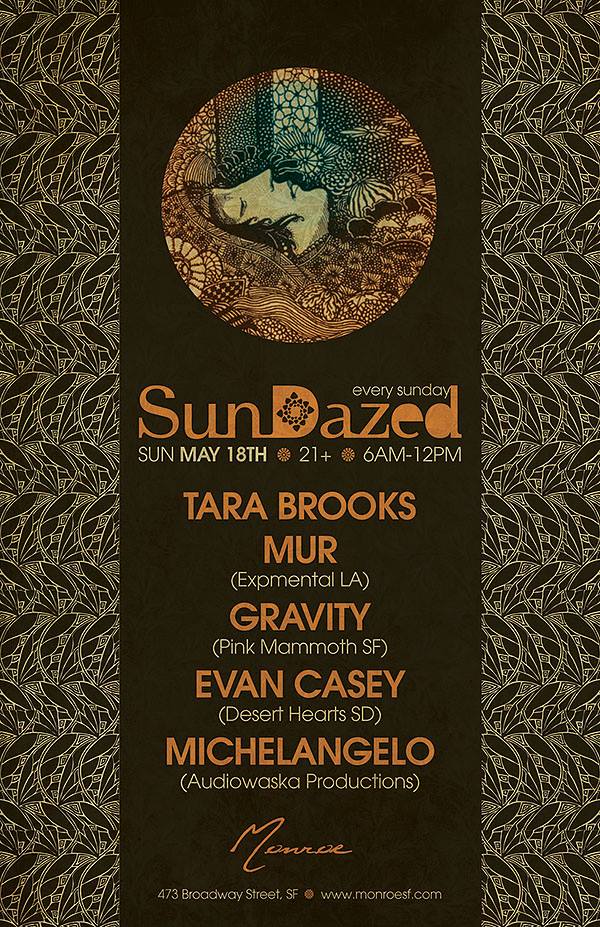 every sunday
SunDazed
SUN MAY 18TH 21+ 6AM-12PM
TARA BROOKS
MUR
(Expmental LA)
GRAVITY
(Pink Mammoth SF)
EVAN CASEY
(Desert Hearts SD)
MICHELANGELO
(Audiowaska Productions)
Monroe
473 Broadway Street, SF www.monroesf.com